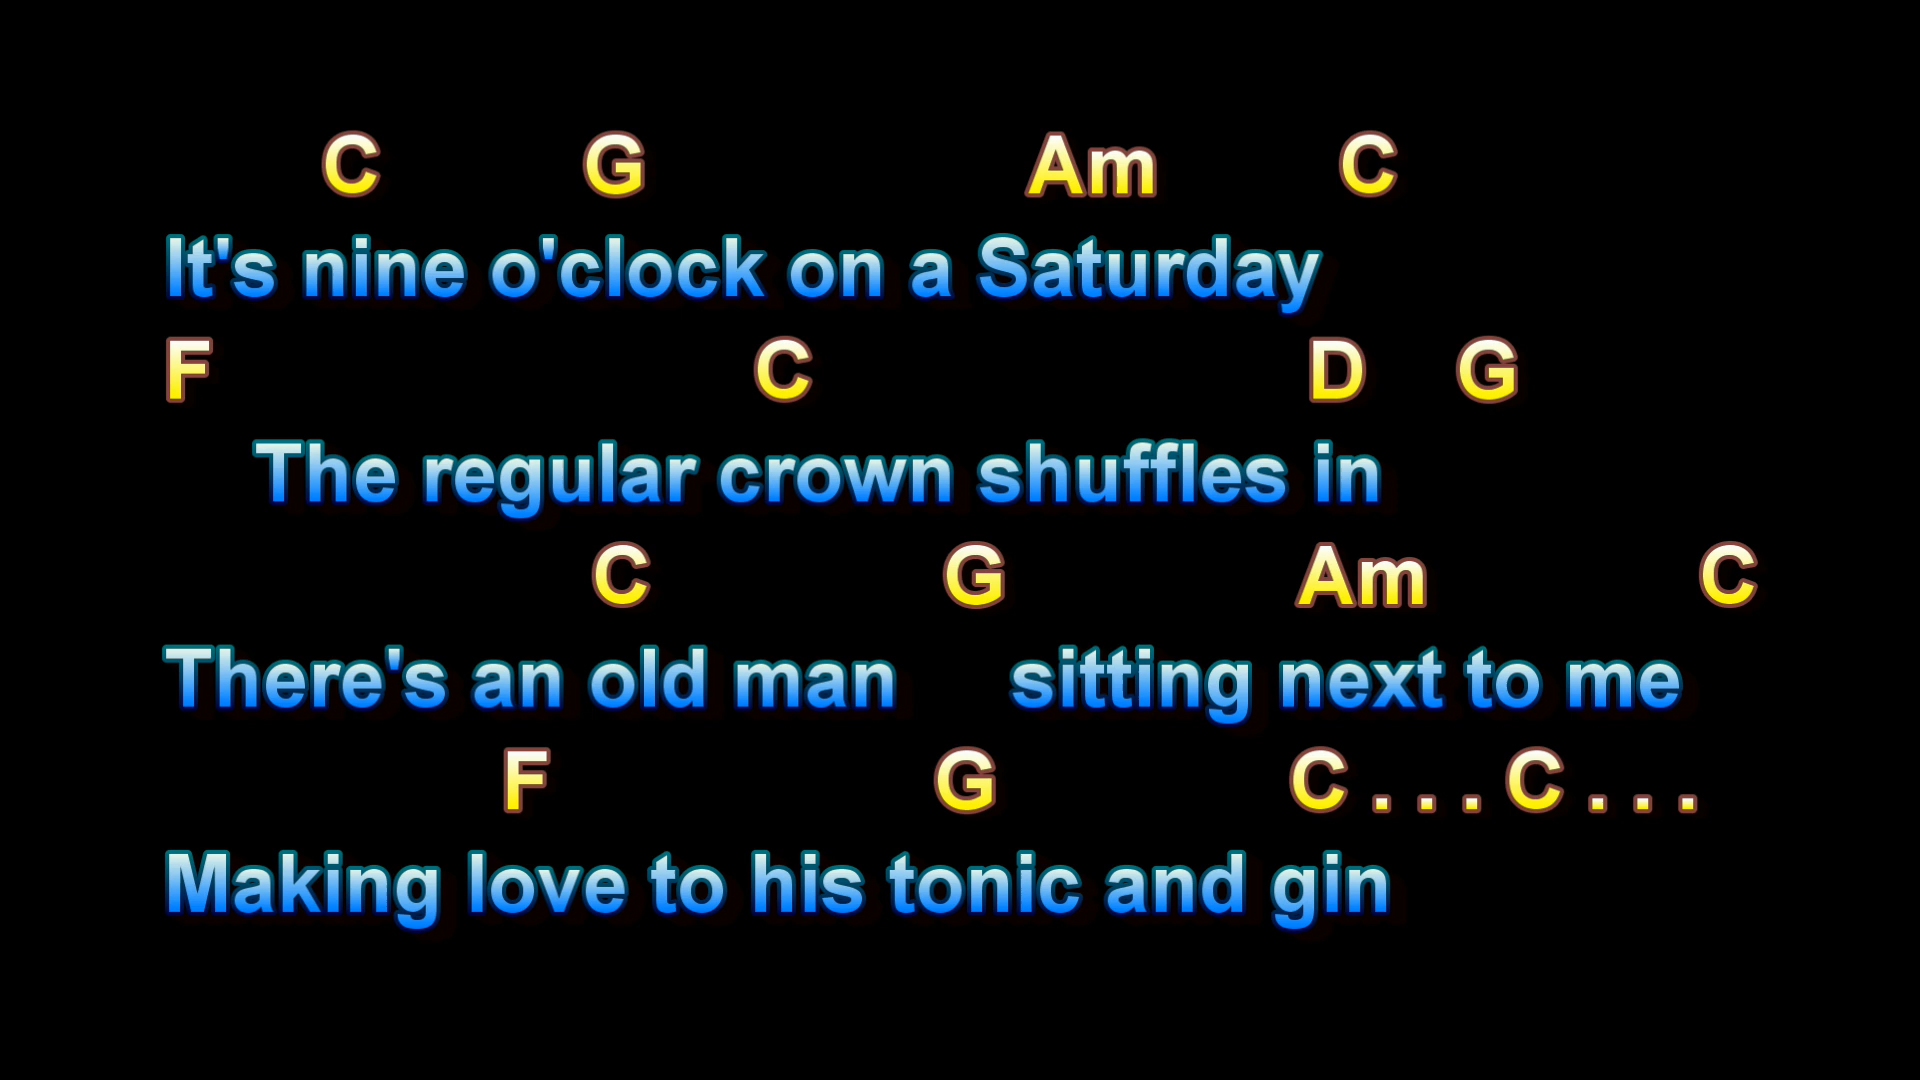 C G Am C
It's nine o'clock on a Saturday
F C D G
The regular crown shuffles in
C G Am C
There's an old man sitting next to me
F G C . . . C . . .
Making love to his tonic and gin